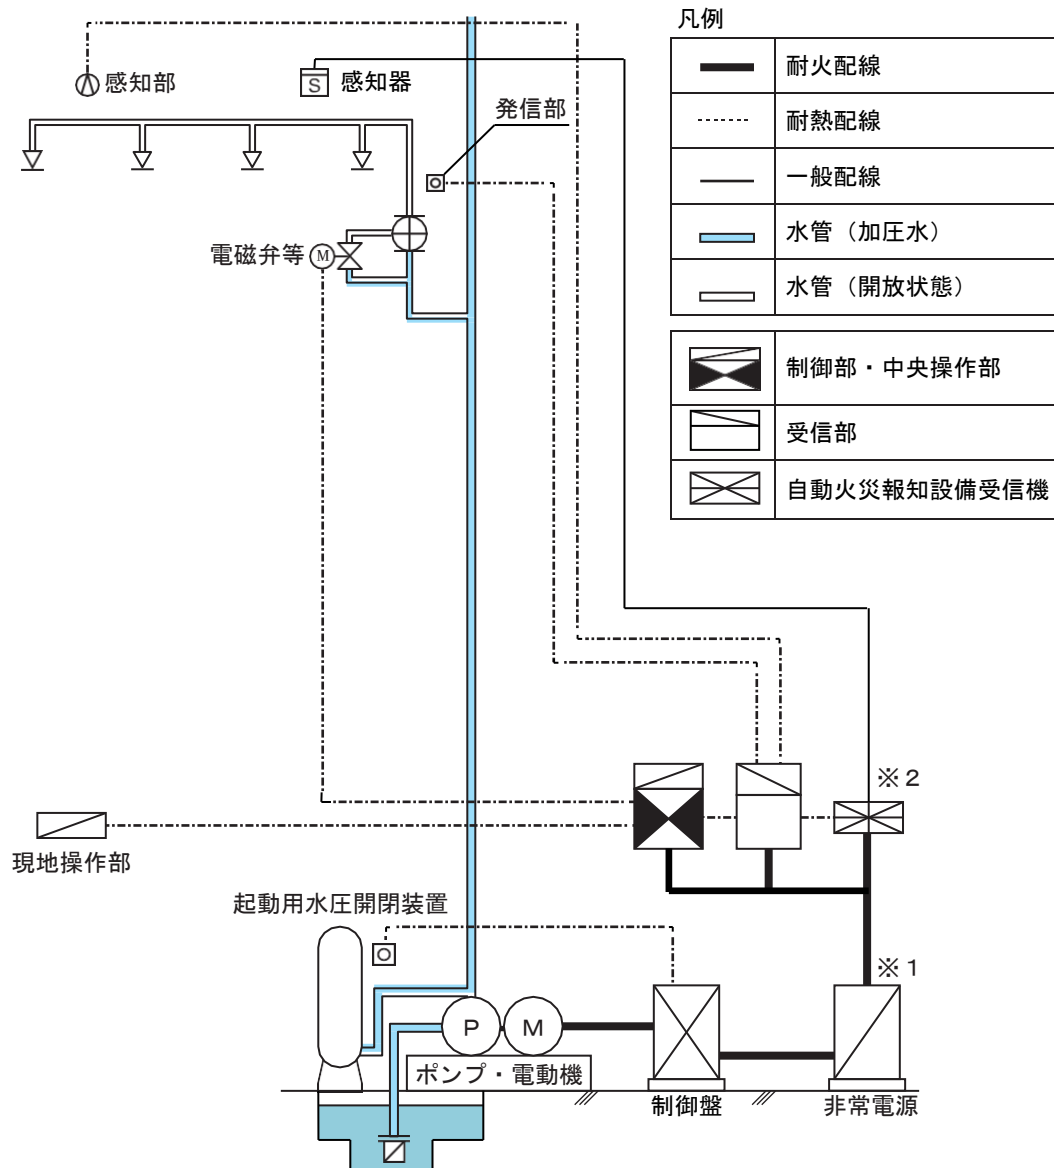 凡例
耐火配線
耐熱配線
一般配線
水管（加圧水）
水管（開放状態）
制御部・中央操作部
受信部
自動火災報知設備受信機
感知部
S
感知器
発信部
電磁弁等
M
※2
現地操作部
起動用水圧開閉装置
※1
P
M
ポンプ・電動機
制御盤
非常電源